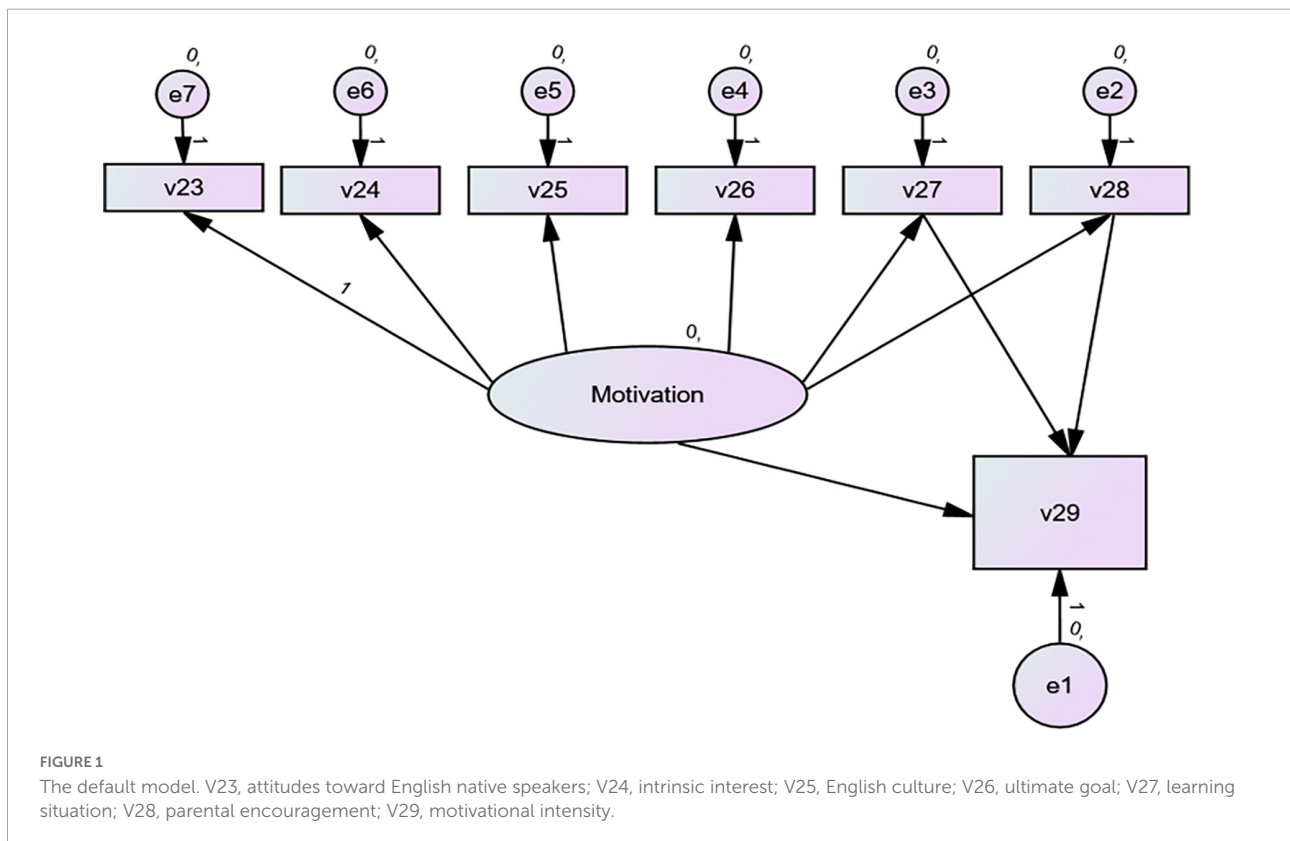 0, 0, 0, 0, 0, 0,
e7 e6 e5 e4 e3 e2
1 1 1 1 1 1
v23 v24 v25 v26 v27 v28
1
0,
Motivation
v29
1
0,
e1
FIGURE 1
The default model. V23, attitudes toward English native speakers; V24, intrinsic interest; V25, English culture; V26, ultimate goal; V27, learning
situation; V28, parental encouragement; V29, motivational intensity.